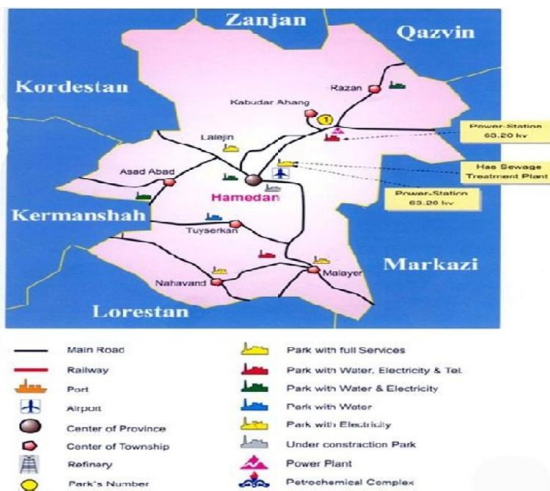 Zanjan
Qazvin
Kordestan
Razan
Kabudar Ahang
1
Power-Station
63.20 kv
Lalejin
Has Sewage
Treatment Plant
Asad Abad
Hamedan
Power-Station
63.20 kv
Kermanshah
Tuyserkan
Markazi
Malayer
Nahavand
Lorestan
Main Road
Railway
Port
Airport
Center of Province
Center of Township
Refinery
Park's Number
Park with full Services
Park with Water, Electricity & Tel.
Park with Water & Electricity
Park with Water
Park with Electricity
Under constraction Park
Power Plant
Petrochemical Complex